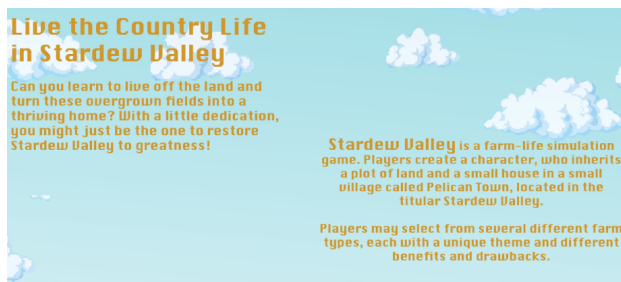 Live the Country Life
in Stardew Valley
Can you learn to live off the land and
turn these overgrown fields into a
thriving home? With a little dedication,
you might just be the one to restore
Stardew Valley to greatness!
Stardew Valley is a farm-life simulation
game. Players create a character, who inherits
a plot of land and a small house in a small
village called Pelican Town, located in the
titular Stardew Valley.
Players may select from several different farm
types, each with a unique theme and different
benefits and drawbacks.